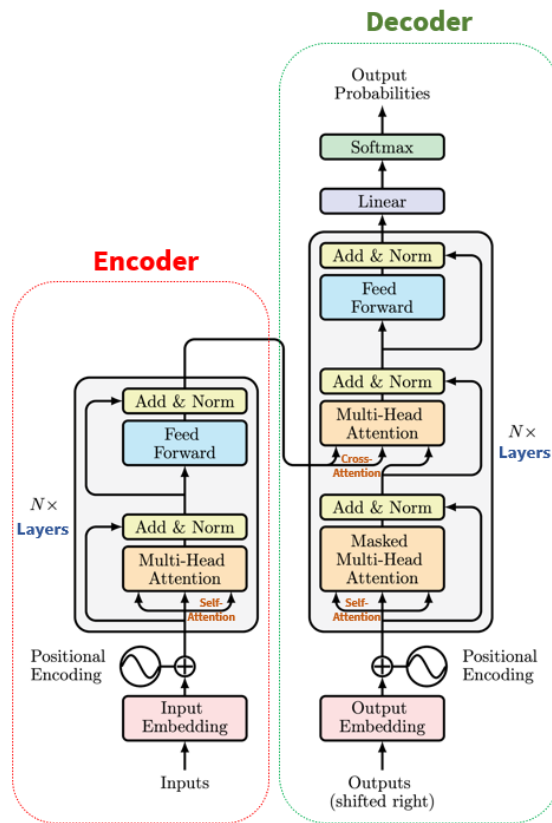 Decoder
Output
Probabilities
Softmax
Linear
Add & Norm
Feed
Forward
Add & Norm
Multi-Head
Attention
Cross-
Attention
N×
Layers
Add & Norm
Masked
Multi-Head
Attention
Self-
Attention
Positional
Encoding
Output
Embedding
Outputs
(shifted right)
Encoder
Add & Norm
Feed
Forward
N×
Layers
Add & Norm
Multi-Head
Attention
Self-
Attention
Positional
Encoding
Input
Embedding
Inputs